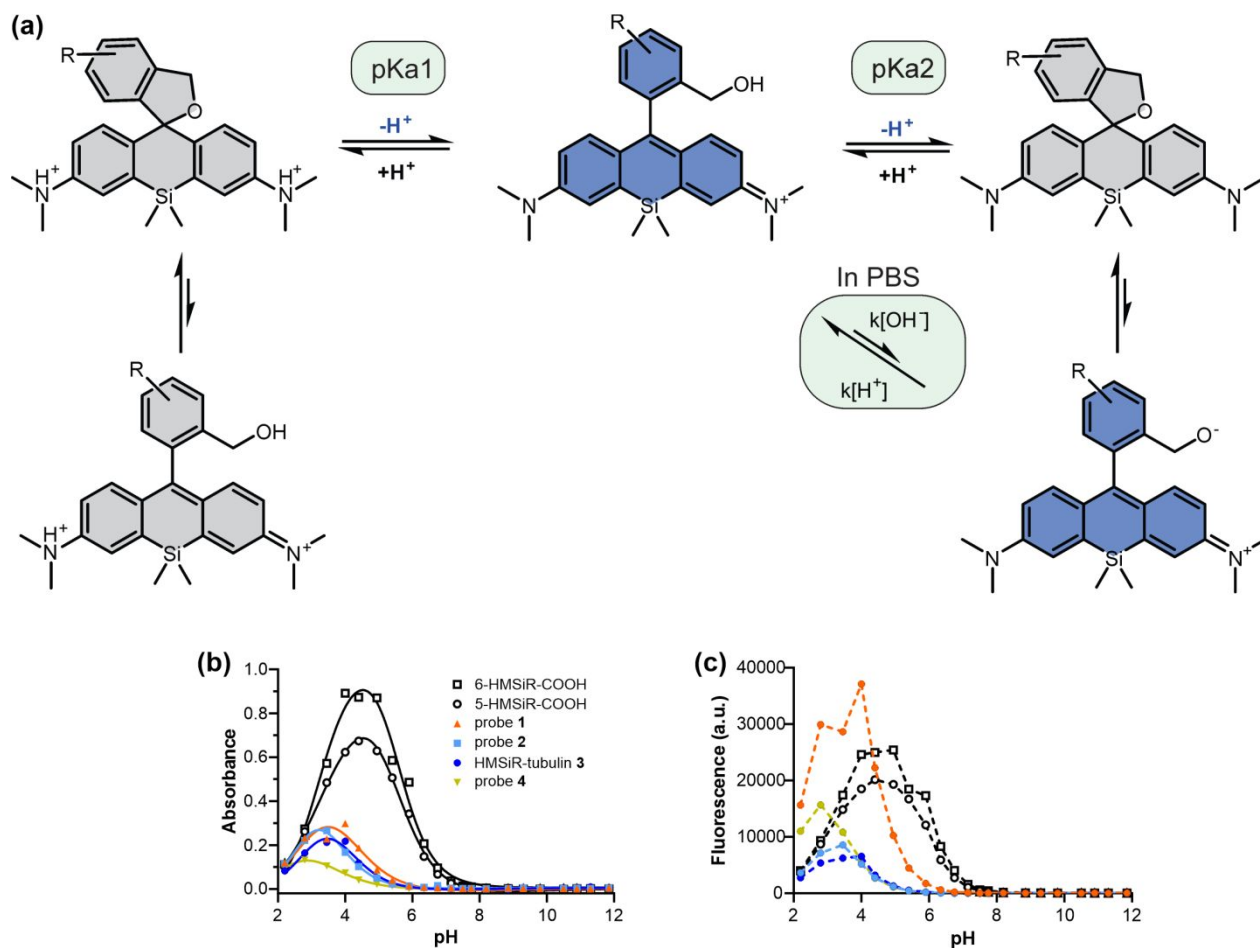 (a)
R
O
H+
N
Si
H+
N
pKa1
-H+
+H+
R
OH
N
Si
N+
pKa2
-H+
+H+
R
O
N
Si
N
R
OH
H+
N
Si
N+
In PBS
k[OH-]
k[H+]
R
O-
N
Si
N+
(b)
Absorbance
1.0
0.8
0.6
0.4
0.2
0.0
2 4 6 8 10 12
pH
6-HMSiR-COOH
5-HMSiR-COOH
probe 1
probe 2
HMSiR-tubulin 3
probe 4
(c)
Fluorescence (a.u.)
40000
30000
20000
10000
0
2 4 6 8 10 12
pH